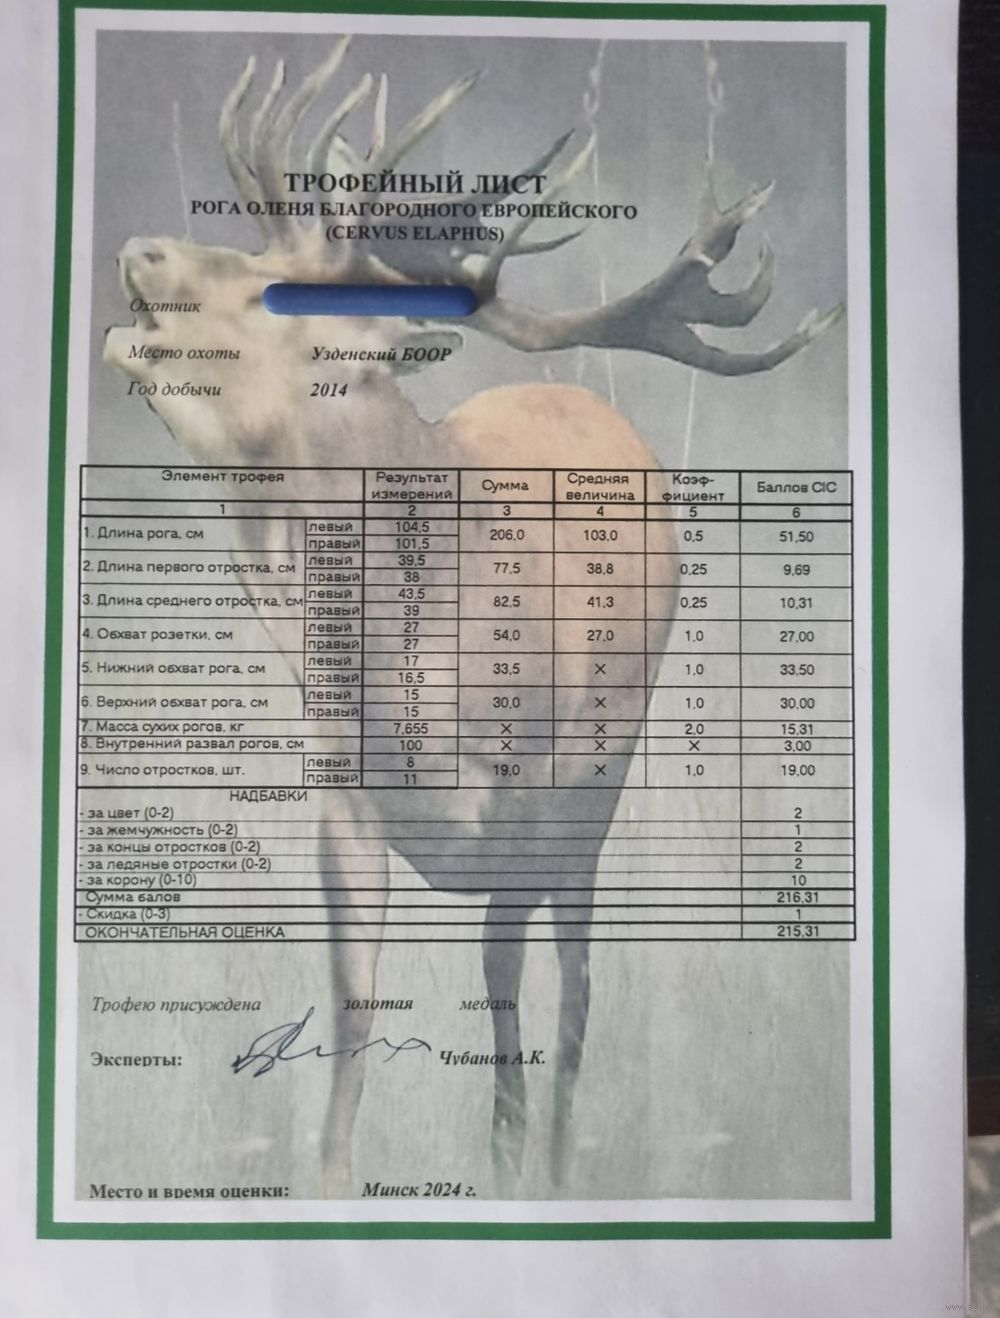 ТРОФЕЙНЫЙ ЛИСТ
РОГА ОЛЕНЯ БЛАГОРОДНОГО ЕВРОПЕЙСКОГО
(CERVUS ELAPHUS)
Охотник
Место охоты Узденский БООР
Год добычи 2014
Элемент трофея Результат измерений Сумма Средняя величина Коэф-фициент Баллов CIC
1 2 3 4 5 6
1. Длина рога, см левый 104,5 206,0 103,0 0,5 51,50
правый 101,5
2. Длина первого отростка, см левый 39,5 77,5 38,8 0,25 9,69
правый 38
3. Длина среднего отростка, см левый 43,5 82,5 41,3 0,25 10,31
правый 39
4. Обхват розетки, см левый 27 54,0 27,0 1,0 27,00
правый 27
5. Нижний обхват рога, см левый 17 33,5 X 1,0 33,50
правый 16,5
6. Верхний обхват рога, см левый 15 30,0 X 1,0 30,00
правый 15
7. Масса сухих рогов, кг 7,655 X X 2,0 15,31
8. Внутренний развал рогов, см 100 X X X 3,00
9. Число отростков, шт. левый 8 19,0 X 1,0 19,00
правый 11
НАДБАВКИ
- за цвет (0-2) 2
- за жемчужность (0-2) 1
- за концы отростков (0-2) 2
- за ледяные отростки (0-2) 2
- за корону (0-10) 10
Сумма балов 216,31
- Скидка (0-3) 1
ОКОНЧАТЕЛЬНАЯ ОЦЕНКА 215,31
Трофею присуждена золотая медаль
Эксперты: Чубанов А.К.
Место и время оценки: Минск 2024 г.